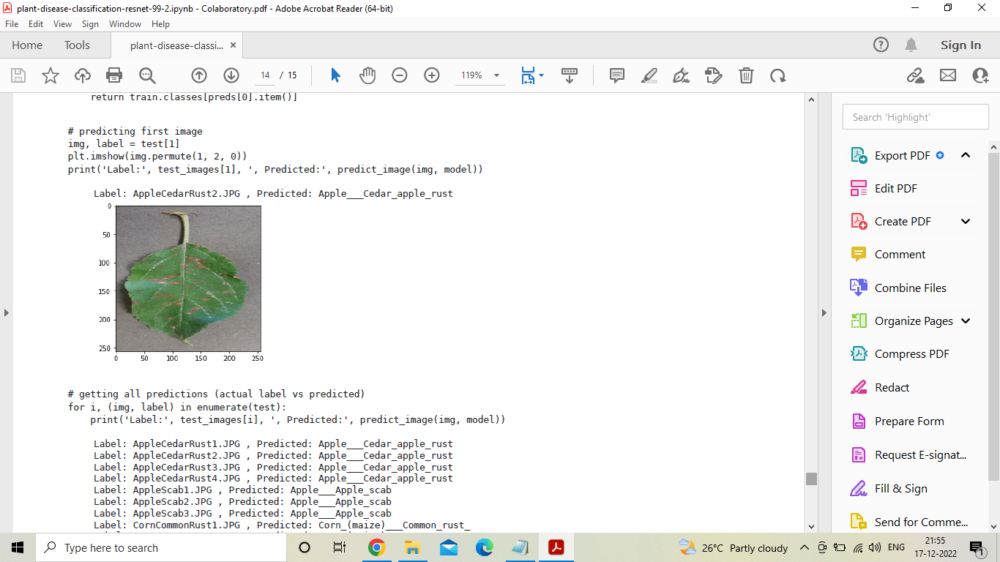 plant-disease-classification-resnet-99-2.ipynb - Colaboratory.pdf - Adobe Acrobat Reader (64-bit)
File Edit View Sign Window Help
Home Tools plant-disease-classi... × Sign In
14 / 15 119%
return train.classes[preds[0].item()]
# predicting first image
img, label = test[1]
plt.imshow(img.permute(1, 2, 0))
print('Label:', test_images[1], ', Predicted:', predict_image(img, model))
Label: AppleCedarRust2.JPG , Predicted: Apple___Cedar_apple_rust
0
50
100
150
200
250
0 50 100 150 200 250
# getting all predictions (actual label vs predicted)
for i, (img, label) in enumerate(test):
print('Label:', test_images[i], ', Predicted:', predict_image(img, model))
Label: AppleCedarRust1.JPG , Predicted: Apple___Cedar_apple_rust
Label: AppleCedarRust2.JPG , Predicted: Apple___Cedar_apple_rust
Label: AppleCedarRust3.JPG , Predicted: Apple___Cedar_apple_rust
Label: AppleCedarRust4.JPG , Predicted: Apple___Cedar_apple_rust
Label: AppleScab1.JPG , Predicted: Apple___Apple_scab
Label: AppleScab2.JPG , Predicted: Apple___Apple_scab
Label: AppleScab3.JPG , Predicted: Apple___Apple_scab
Label: CornCommonRust1.JPG , Predicted: Corn_(maize)___Common_rust_
Search 'Highlight'
Export PDF
Edit PDF
Create PDF
Comment
Combine Files
Organize Pages
Compress PDF
Redact
Prepare Form
Request E-signat...
Fill & Sign
Send for Comme...
Type here to search
26°C Partly cloudy
ENG
21:55
17-12-2022
1